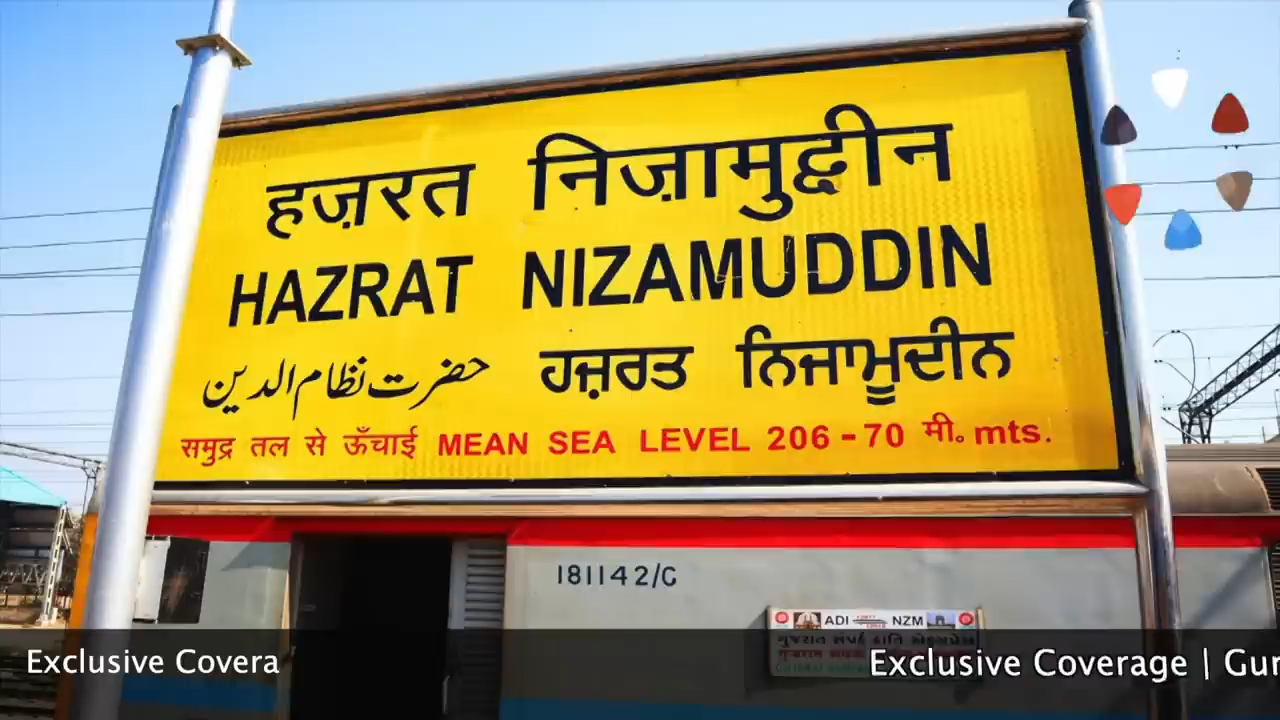 हज़रत निज़ामुद्दीन
HAZRAT NIZAMUDDIN
حضرت نظام الدین ਹਜ਼ਰਤ ਨਿਜਾਮੂਦੀਨ
समुद्र तल से ऊँचाई MEAN SEA LEVEL 206-70 मी॰ mts.
181142/C
ADI NZM
Exclusive Covera Exclusive Coverage | Gur